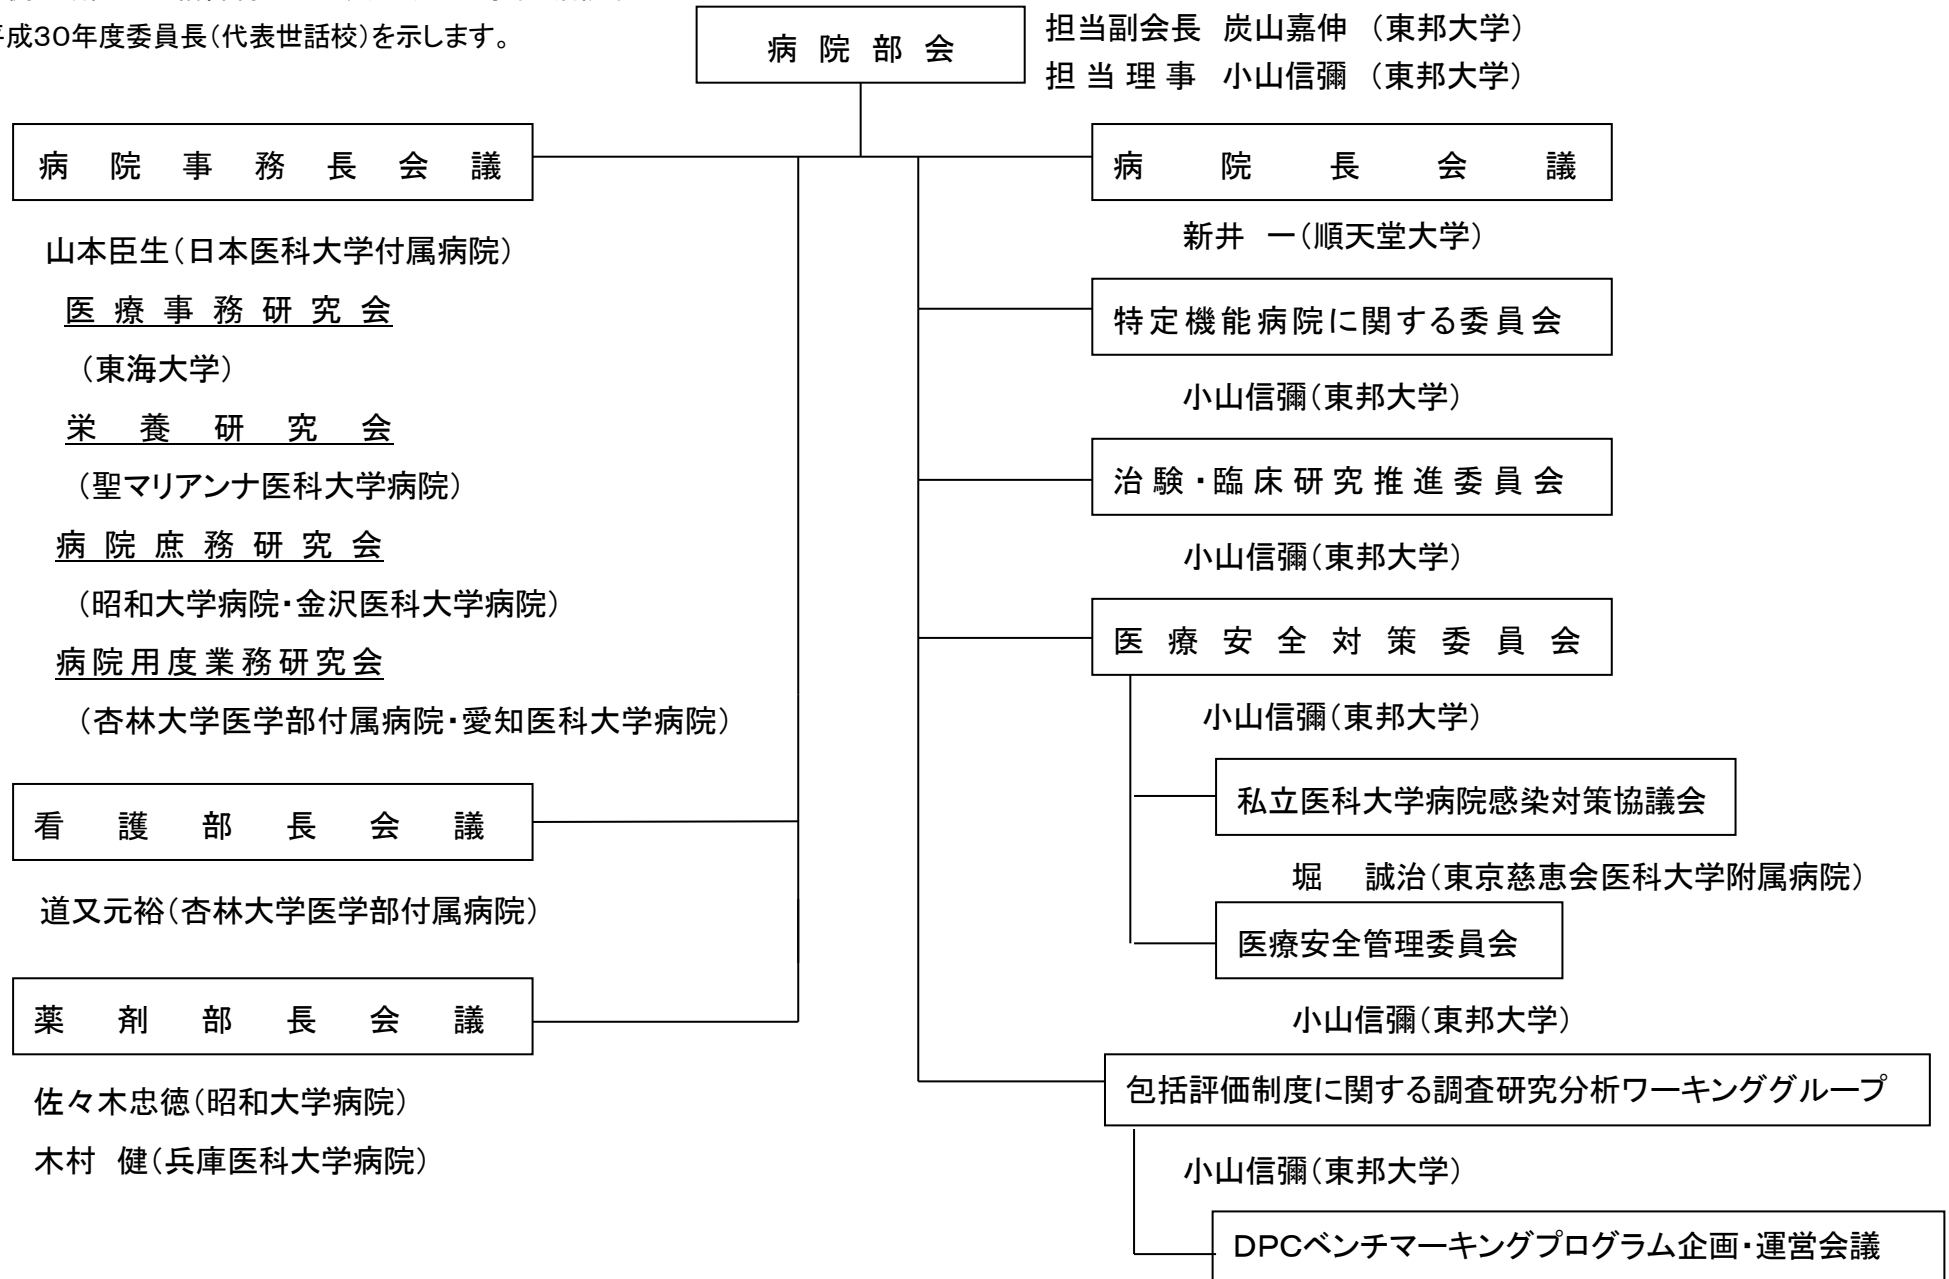 平成30年度委員長（代表世話校）を示します。
病院部会
担当副会長 炭山嘉伸 （東邦大学）
担当理事 小山信彌 （東邦大学）
病院事務長会議
山本臣生（日本医科大学付属病院）
医療事務研究会
（東海大学）
栄養研究会
（聖マリアンナ医科大学病院）
病院庶務研究会
（昭和大学病院・金沢医科大学病院）
病院用度業務研究会
（杏林大学医学部付属病院・愛知医科大学病院）
看護部長会議
道又元裕（杏林大学医学部付属病院）
薬剤部長会議
佐々木忠徳（昭和大学病院）
木村 健（兵庫医科大学病院）
病院長会議
新井 一（順天堂大学）
特定機能病院に関する委員会
小山信彌（東邦大学）
治験・臨床研究推進委員会
小山信彌（東邦大学）
医療安全対策委員会
小山信彌（東邦大学）
私立医科大学病院感染対策協議会
堀 誠治（東京慈恵会医科大学附属病院）
医療安全管理委員会
小山信彌（東邦大学）
包括評価制度に関する調査研究分析ワーキンググループ
小山信彌（東邦大学）
DPCベンチマーキングプログラム企画・運営会議